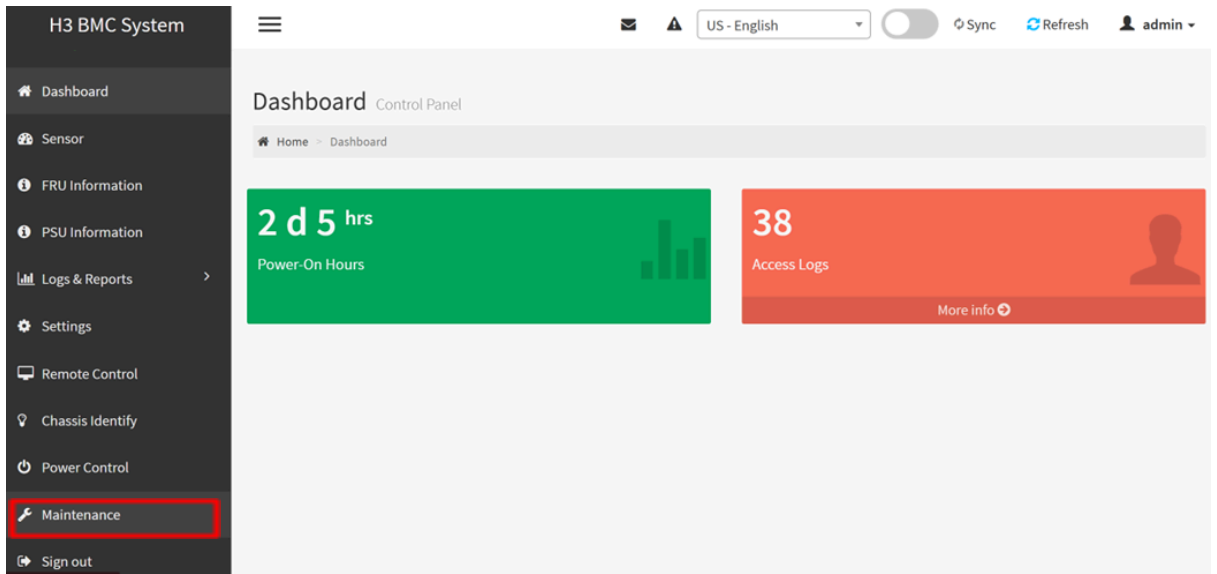 H3 BMC System
US - English
Sync
Refresh
admin
Dashboard
Sensor
FRU Information
PSU Information
Logs & Reports
Settings
Remote Control
Chassis Identify
Power Control
Maintenance
Sign out
Dashboard Control Panel
Home > Dashboard
2 d 5 hrs
Power-On Hours
38
Access Logs
More info